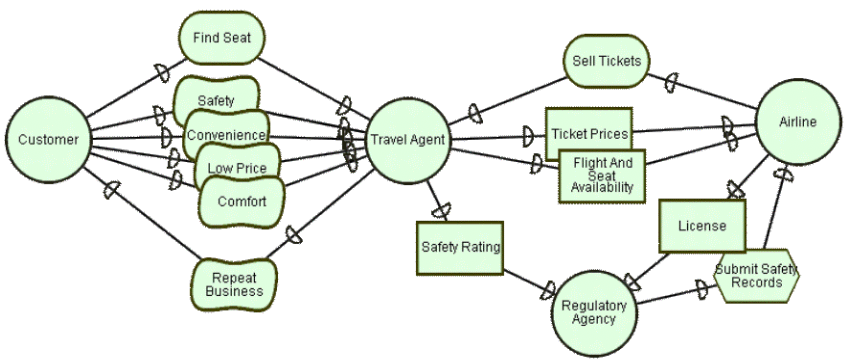 Find Seat
Sell Tickets
Safety
Customer
Convenience
Travel Agent
Ticket Prices
Airline
Low Price
Flight And
Seat
Availability
Comfort
License
Safety Rating
Repeat
Business
Submit Safety
Records
Regulatory
Agency